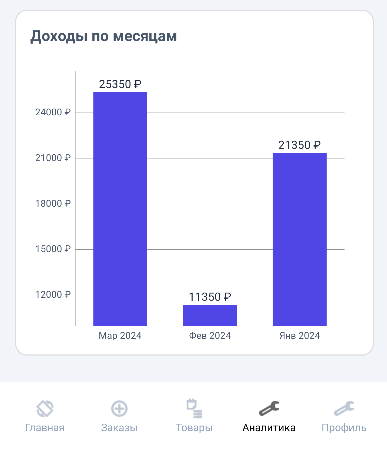 Доходы по месяцам
25350 ₽
24000 ₽
21350 ₽
21000 ₽
18000 ₽
15000 ₽
11350 ₽
12000 ₽
Мар 2024 Фев 2024 Янв 2024
Главная Заказы Товары Аналитика Профиль